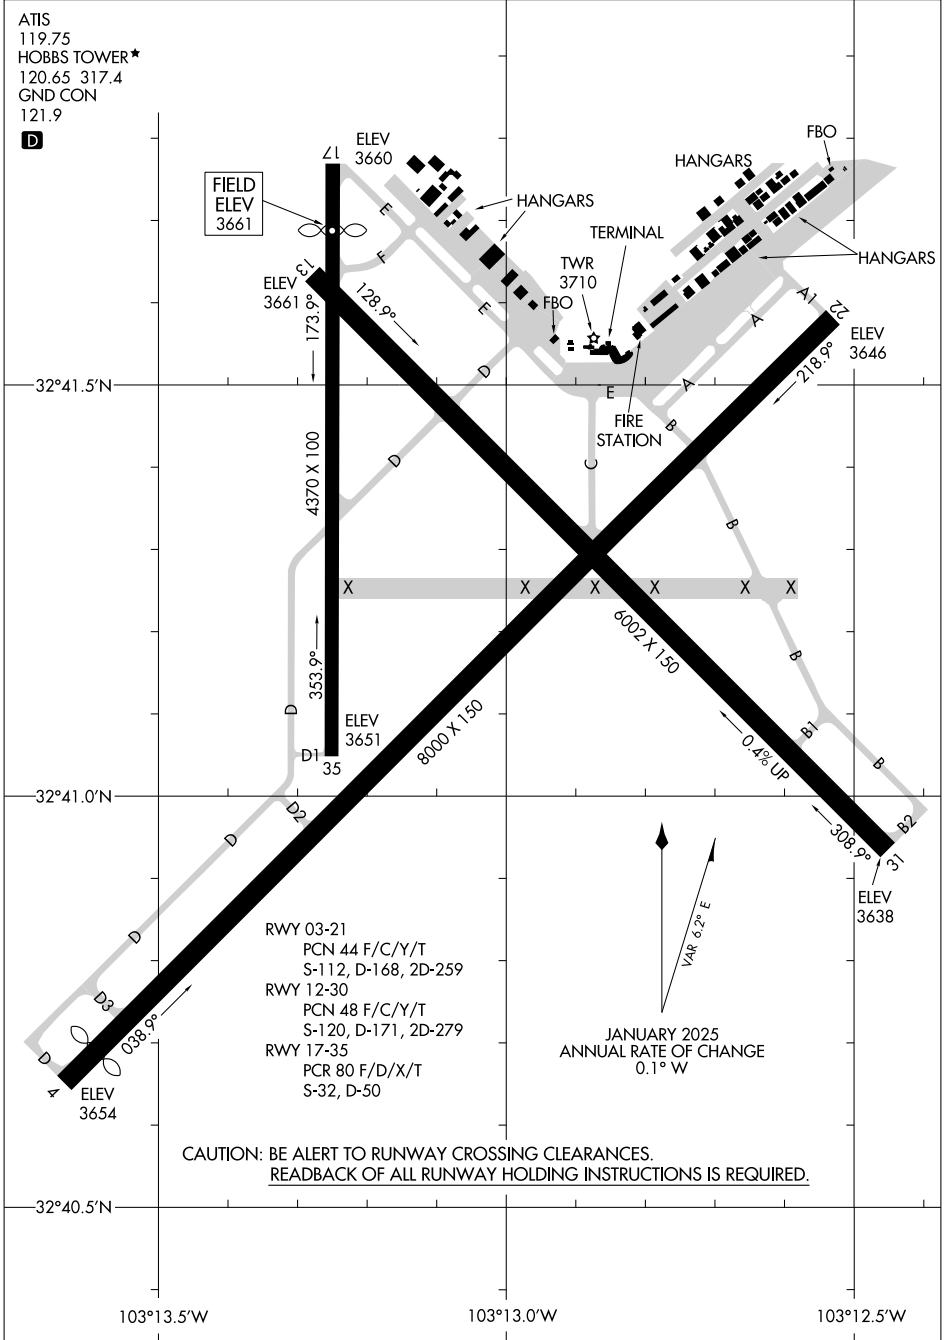 ATIS
119.75
HOBBS TOWER★
120.65 317.4
GND CON
121.9
D
17
ELEV
3660
FBO
HANGARS
FIELD
ELEV
3661
E
HANGARS
TERMINAL
F
HANGARS
TWR
3710
13
ELEV
3661
128.9°
E
FBO
A
A1
22
ELEV
3646
173.9°
D
218.9°
32°41.5'N
E
A
FIRE
STATION
B
4370 X 100
D
C
B
X
X
X
X
X
X
6002 X 150
353.9°
B
D
ELEV
3651
8000 X 150
B1
0.4% UP
B
D1
35
32°41.0'N
D2
B2
308.9°
31
D
ELEV
3638
VAR 6.2° E
D
RWY 03-21
PCN 44 F/C/Y/T
S-112, D-168, 2D-259
RWY 12-30
PCN 48 F/C/Y/T
S-120, D-171, 2D-279
RWY 17-35
PCR 80 F/D/X/T
S-32, D-50
D3
038.9°
JANUARY 2025
ANNUAL RATE OF CHANGE
0.1° W
D
4
ELEV
3654
CAUTION: BE ALERT TO RUNWAY CROSSING CLEARANCES.
READBACK OF ALL RUNWAY HOLDING INSTRUCTIONS IS REQUIRED.
32°40.5'N
103°13.5'W
103°13.0'W
103°12.5'W